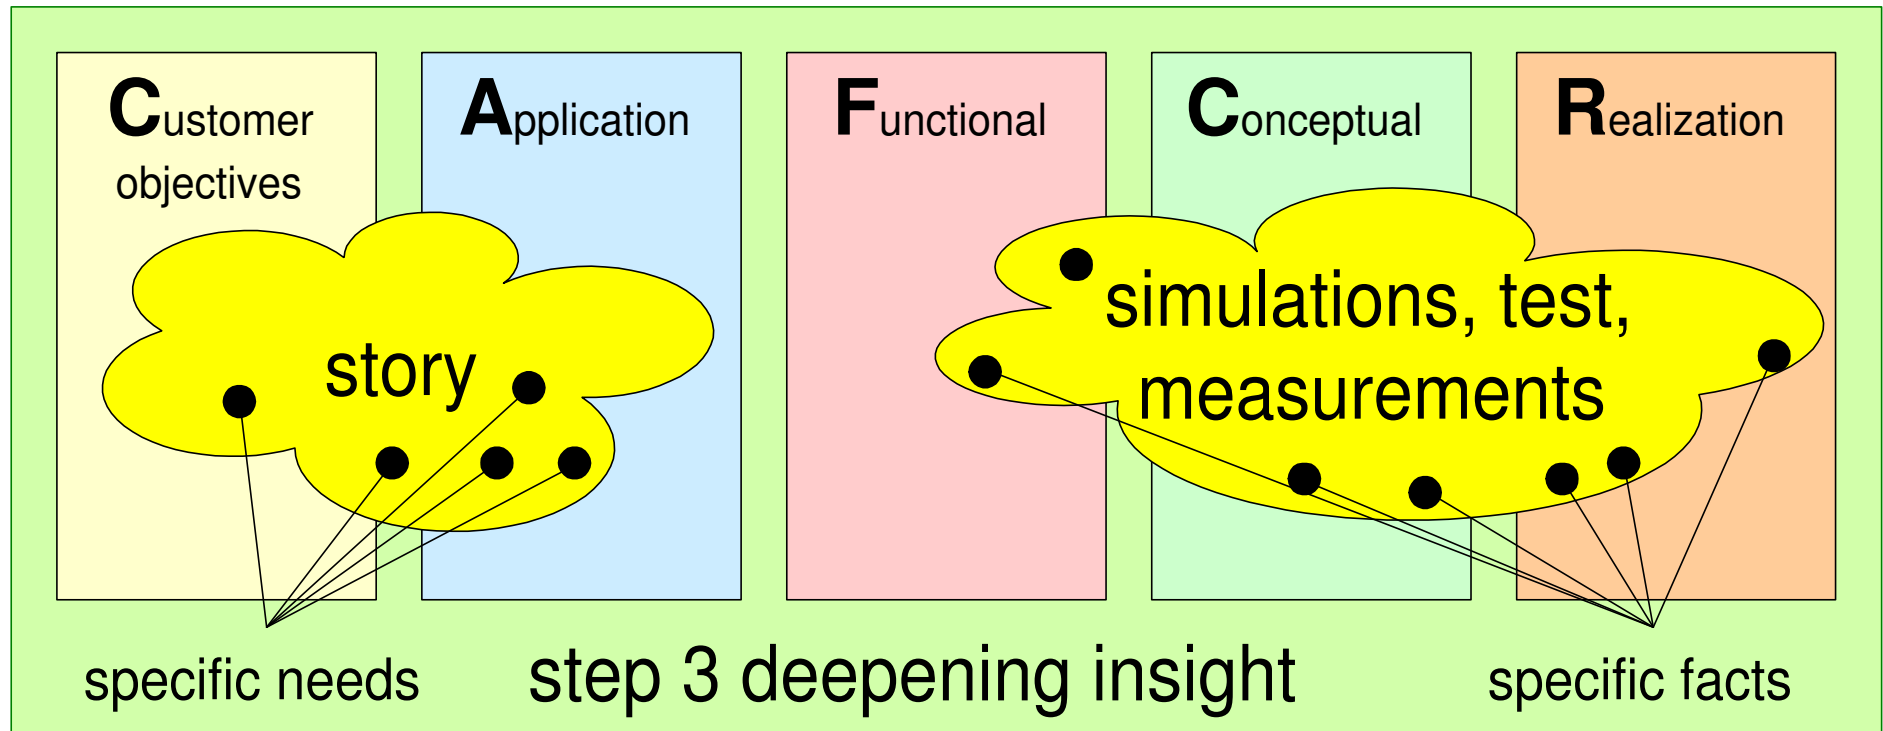 Customer
objectives
Application
Functional
Conceptual
Realization
story
simulations, test,
measurements
specific needs
step 3 deepening insight
specific facts